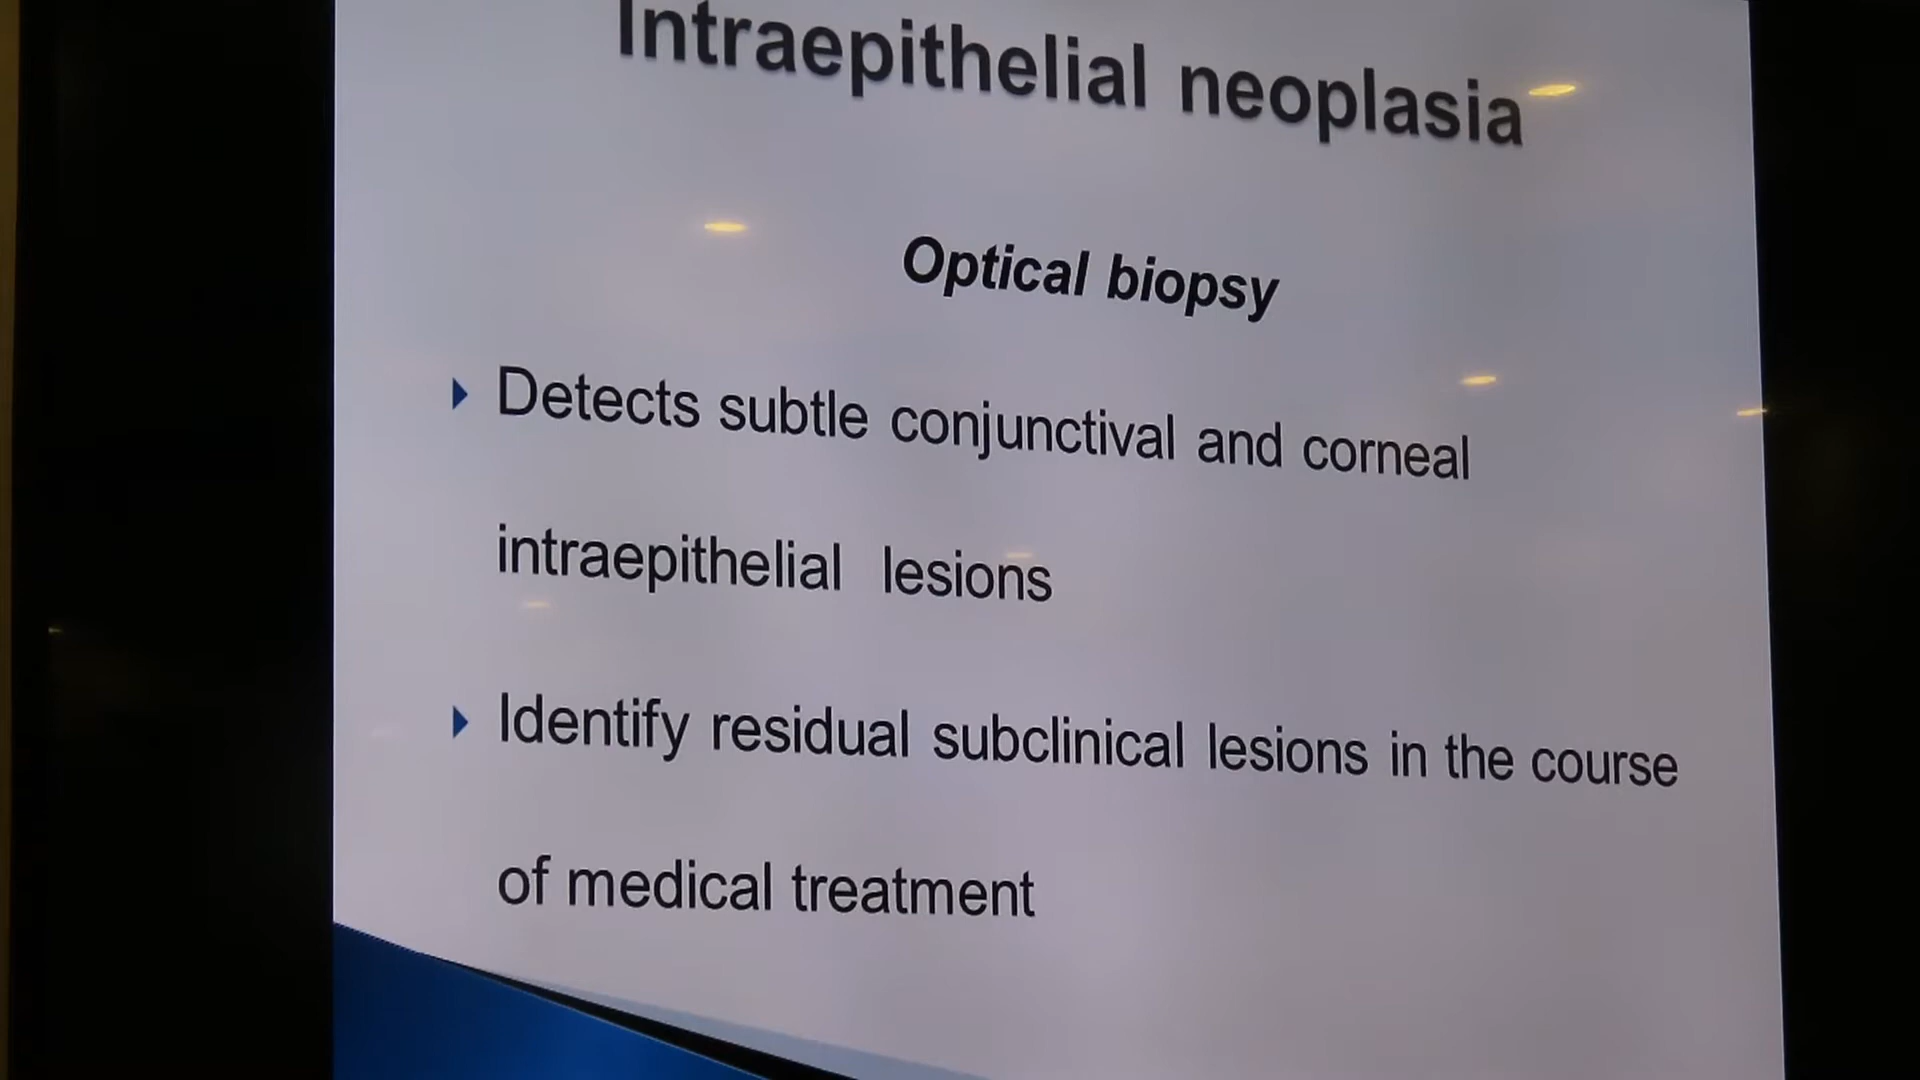 Intraepithelial neoplasia
Optical biopsy
Detects subtle conjunctival and corneal
intraepithelial lesions
Identify residual subclinical lesions in the course
of medical treatment